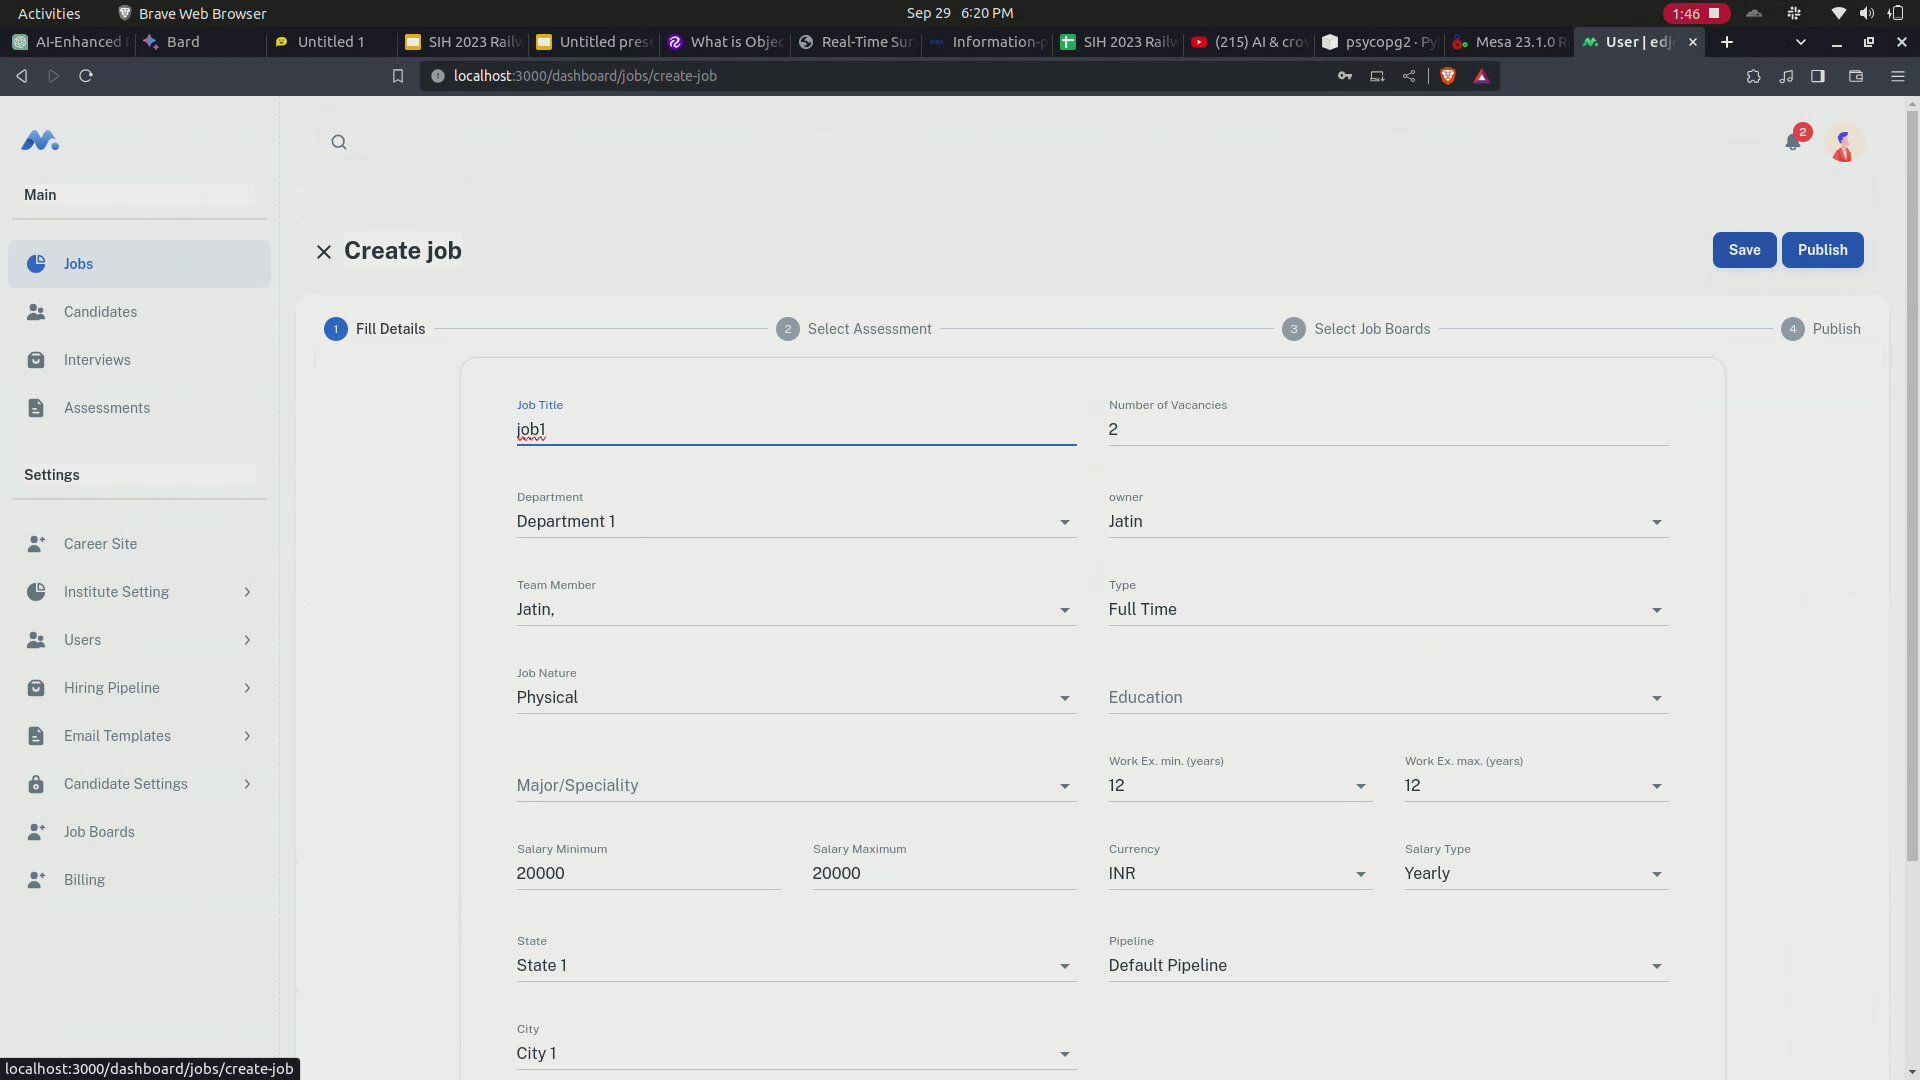 Activities
Brave Web Browser
Sep 29 6:20 PM
1:46
AI-Enhanced
Bard
Untitled 1
SIH 2023 Railw
Untitled prese
What is Objec
Real-Time Sur
Information-p
SIH 2023 Railw
(215) AI & crow
psycopg2 · Py
Mesa 23.1.0 R
User | edj
localhost:3000/dashboard/jobs/create-job
2
Main
Create job
Save
Publish
Jobs
Candidates
Interviews
Assessments
1 Fill Details
2 Select Assessment
3 Select Job Boards
4 Publish
Job Title
job1
Number of Vacancies
2
Settings
Department
Department 1
owner
Jatin
Career Site
Institute Setting
Users
Hiring Pipeline
Email Templates
Candidate Settings
Job Boards
Billing
Team Member
Jatin,
Type
Full Time
Job Nature
Physical
Education
Major/Speciality
Work Ex. min. (years)
12
Work Ex. max. (years)
12
Salary Minimum
20000
Salary Maximum
20000
Currency
INR
Salary Type
Yearly
State
State 1
Pipeline
Default Pipeline
City
City 1
localhost:3000/dashboard/jobs/create-job